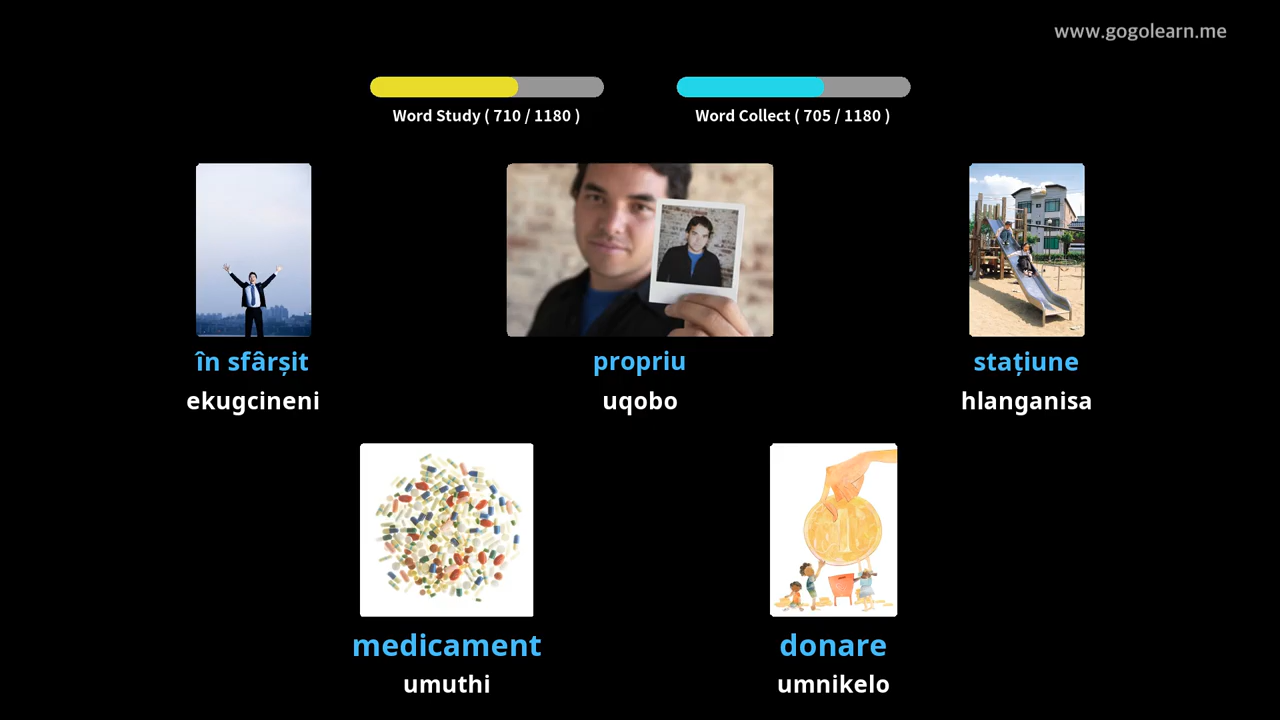 www.gogolearn.me
Word Study ( 710 / 1180 )
Word Collect ( 705 / 1180 )
în sfârșit
ekugcineni
propriu
uqobo
stațiune
hlanganisa
medicament
umuthi
donare
umnikelo